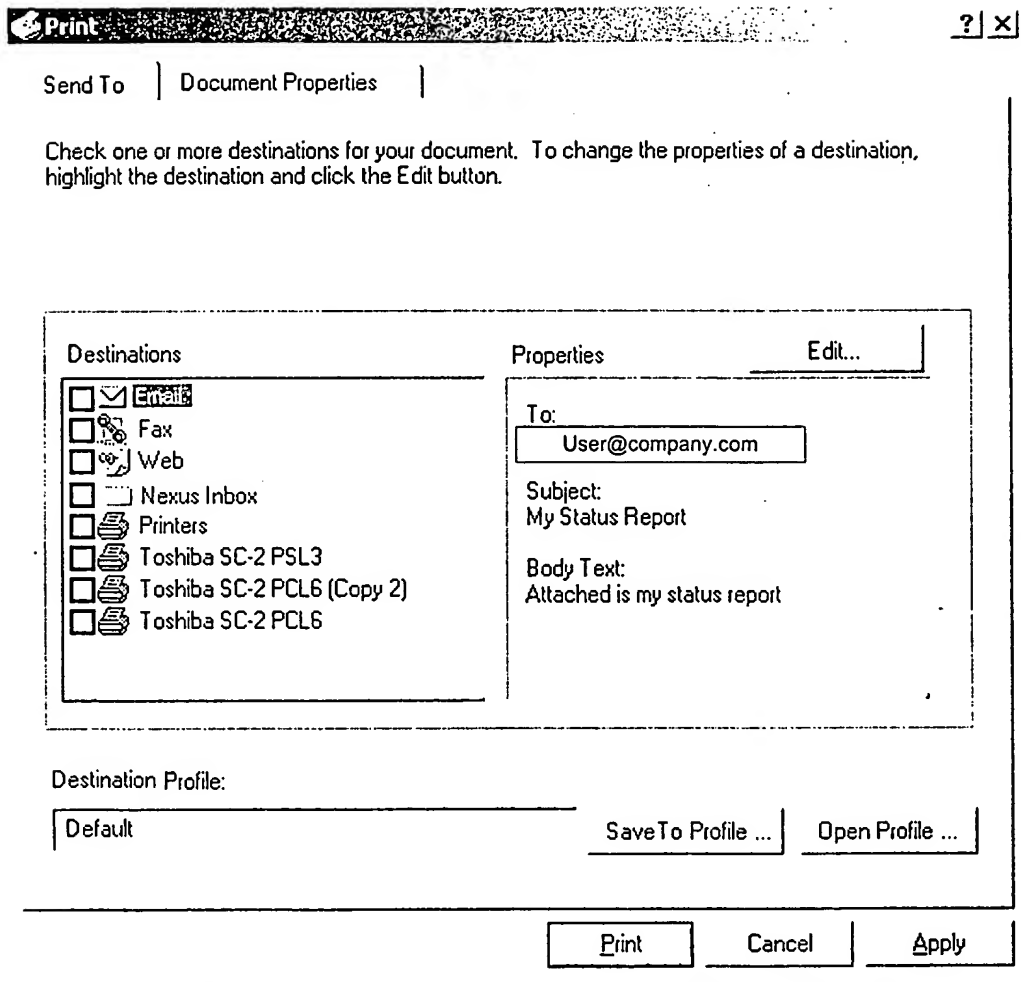 Print ? ×
Send To Document Properties
Check one or more destinations for your document. To change the properties of a destination,
highlight the destination and click the Edit button.
Destinations
Email
Fax
Web
Nexus Inbox
Printers
Toshiba SC-2 PSL3
Toshiba SC-2 PCL6 (Copy 2)
Toshiba SC-2 PCL6
Properties Edit...
To:
User@company.com
Subject:
My Status Report
Body Text:
Attached is my status report
Destination Profile:
Default
SaveTo Profile ... Open Profile ...
Print Cancel Apply